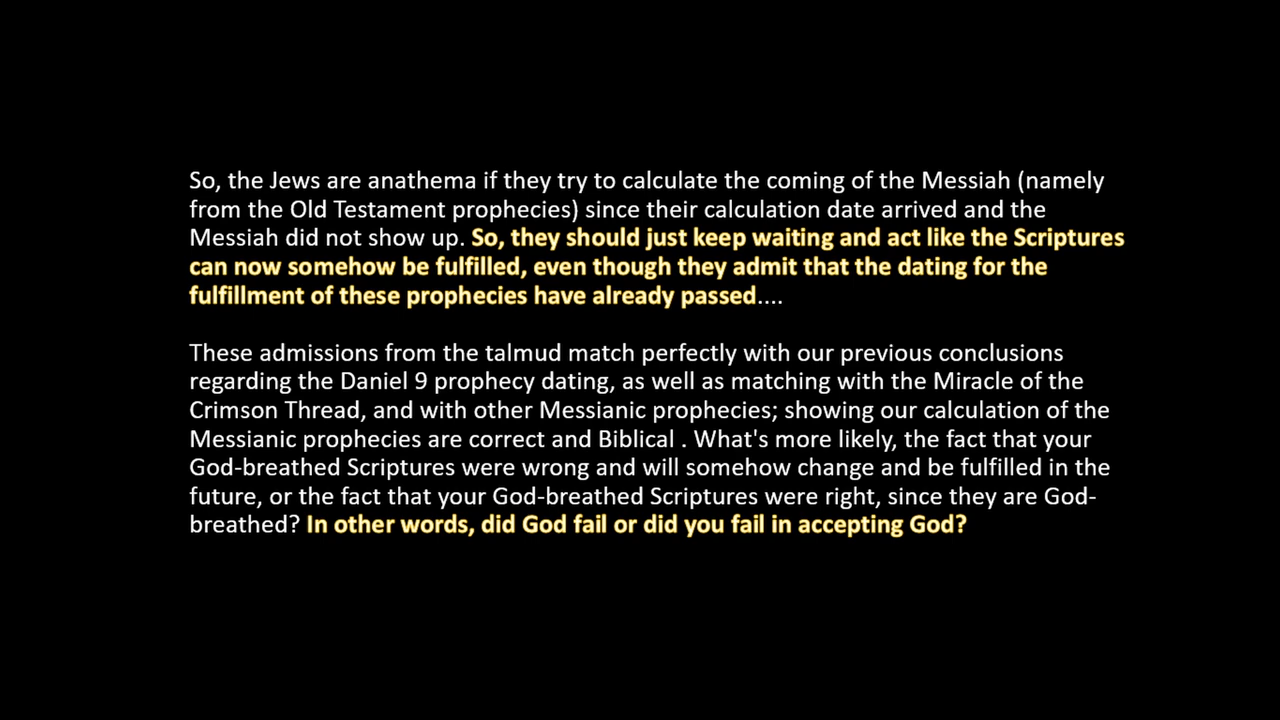 So, the Jews are anathema if they try to calculate the coming of the Messiah (namely
from the Old Testament prophecies) since their calculation date arrived and the
Messiah did not show up. So, they should just keep waiting and act like the Scriptures
can now somehow be fulfilled, even though they admit that the dating for the
fulfillment of these prophecies have already passed....
These admissions from the talmud match perfectly with our previous conclusions
regarding the Daniel 9 prophecy dating, as well as matching with the Miracle of the
Crimson Thread, and with other Messianic prophecies; showing our calculation of the
Messianic prophecies are correct and Biblical . What's more likely, the fact that your
God-breathed Scriptures were wrong and will somehow change and be fulfilled in the
future, or the fact that your God-breathed Scriptures were right, since they are God-
breathed? In other words, did God fail or did you fail in accepting God?